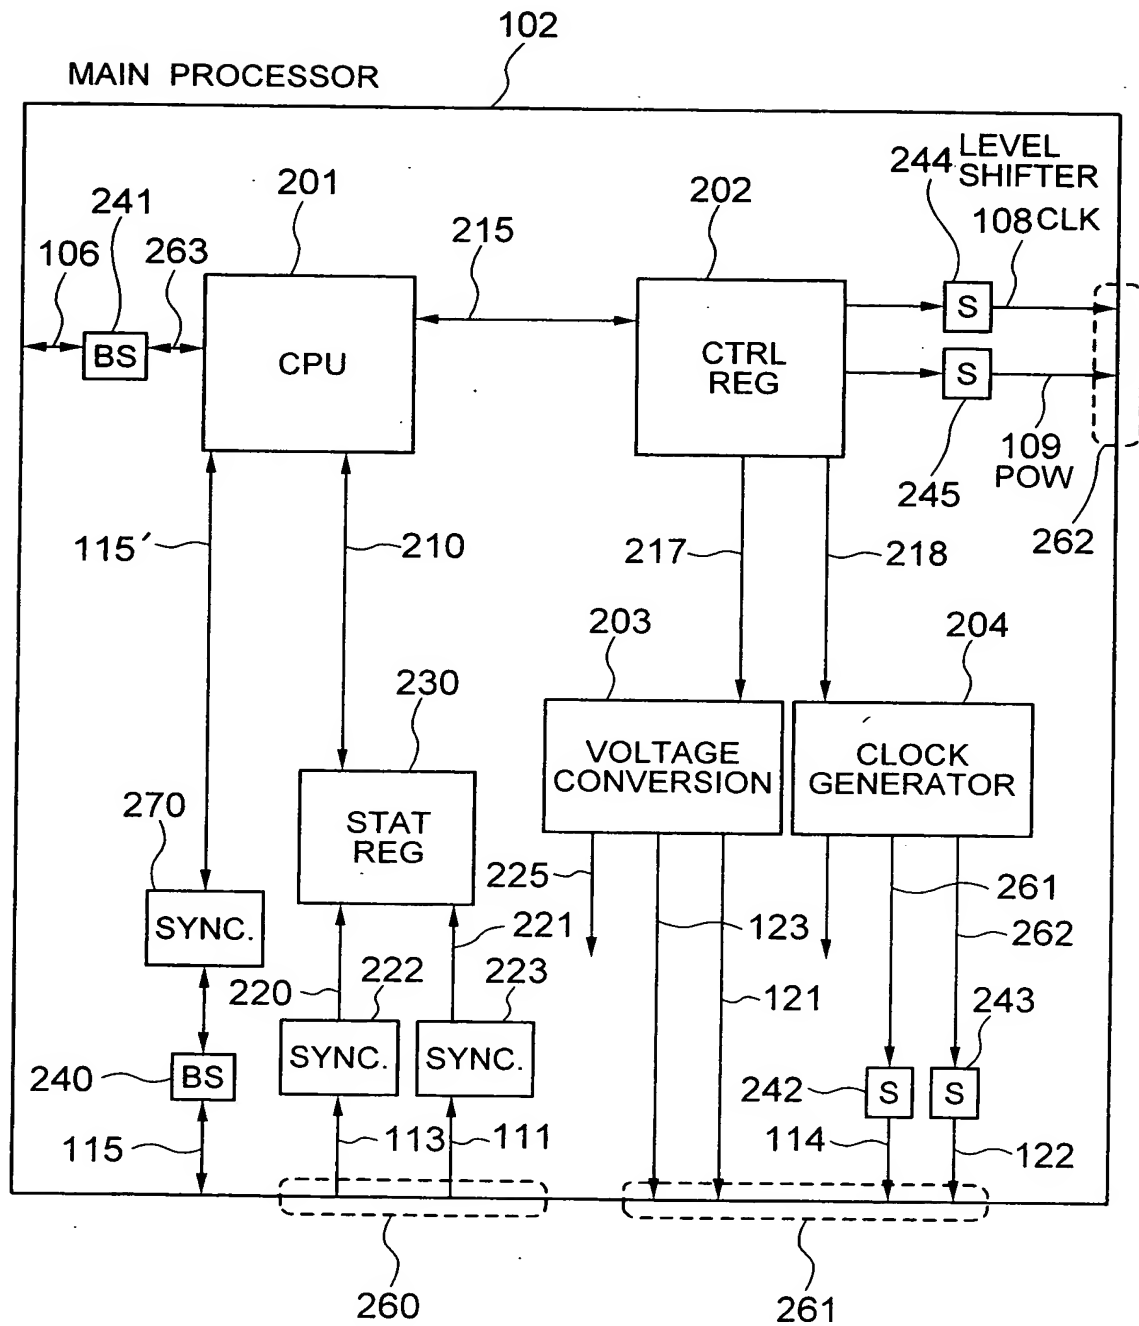 102
MAIN PROCESSOR
244 LEVEL
SHIFTER
241
201
202
108 CLK
106
263
215
BS
CPU
CTRL
REG
S
S
109
POW
245
262
115′
210
217
218
203
204
230
VOLTAGE
CONVERSION
CLOCK
GENERATOR
270
STAT
REG
225
261
SYNC.
221
123
262
220
222
223
121
243
240
BS
SYNC.
SYNC.
242
S
S
115
113
111
114
122
260
261